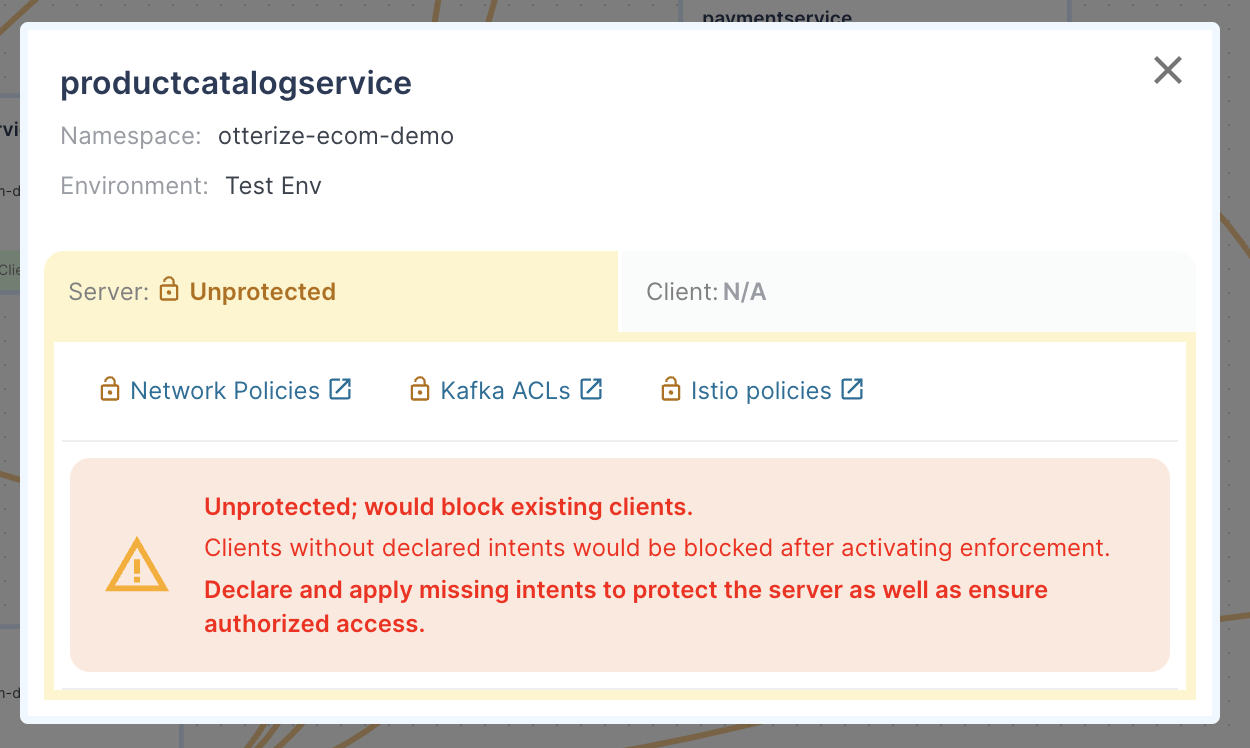 paymentservice
productcatalogservice
Namespace: otterize-ecom-demo
Environment: Test Env
Server: Unprotected
Client: N/A
Network Policies
Kafka ACLs
Istio policies
Unprotected; would block existing clients.
Clients without declared intents would be blocked after activating enforcement.
Declare and apply missing intents to protect the server as well as ensure
authorized access.